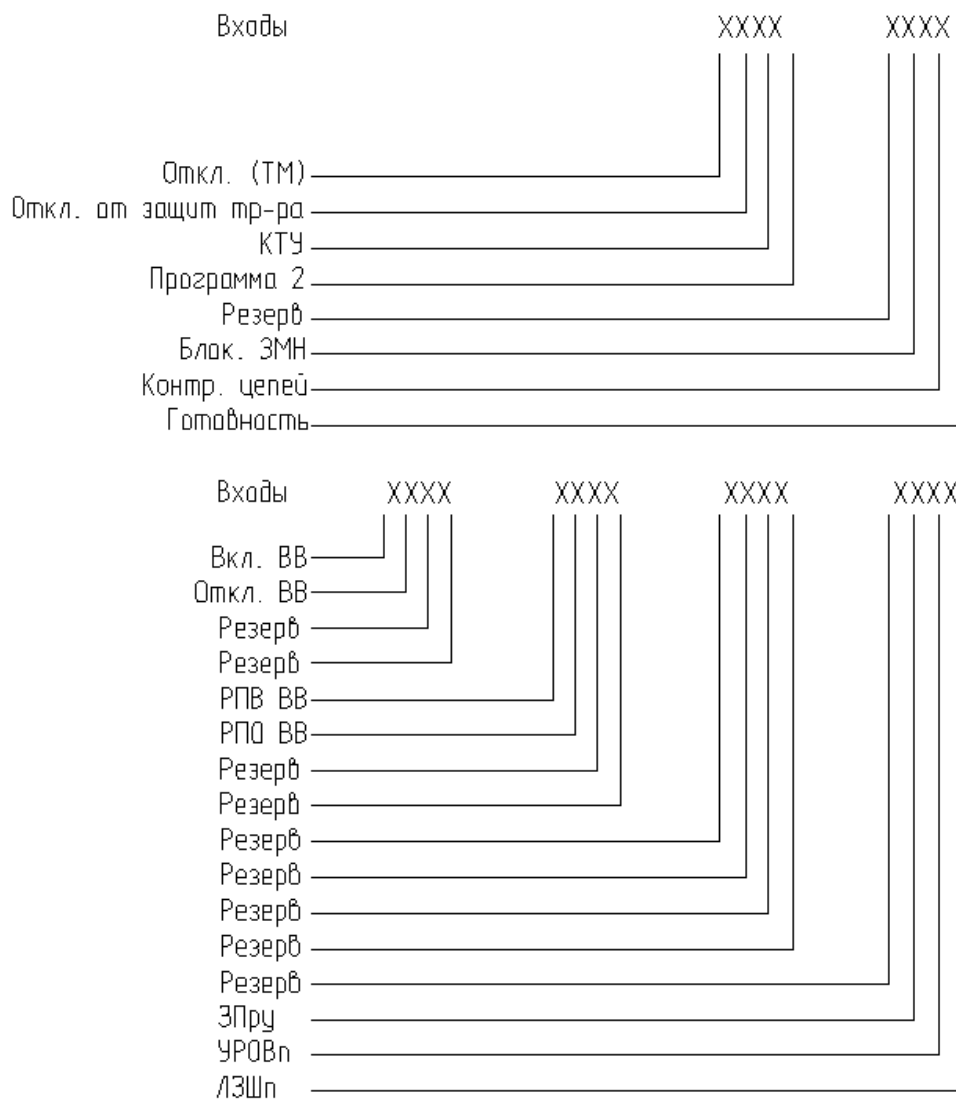 Входы XXXX XXXX
Откл. (ТМ)
Откл. от защит тр-ра
КТУ
Программа 2
Резерв
Блок. ЗМН
Контр. цепей
Готовность
Входы XXXX XXXX XXXX XXXX
Вкл. ВВ
Откл. ВВ
Резерв
Резерв
РПВ ВВ
РПО ВВ
Резерв
Резерв
Резерв
Резерв
Резерв
Резерв
Резерв
ЗПру
УРОВп
ЛЗШп